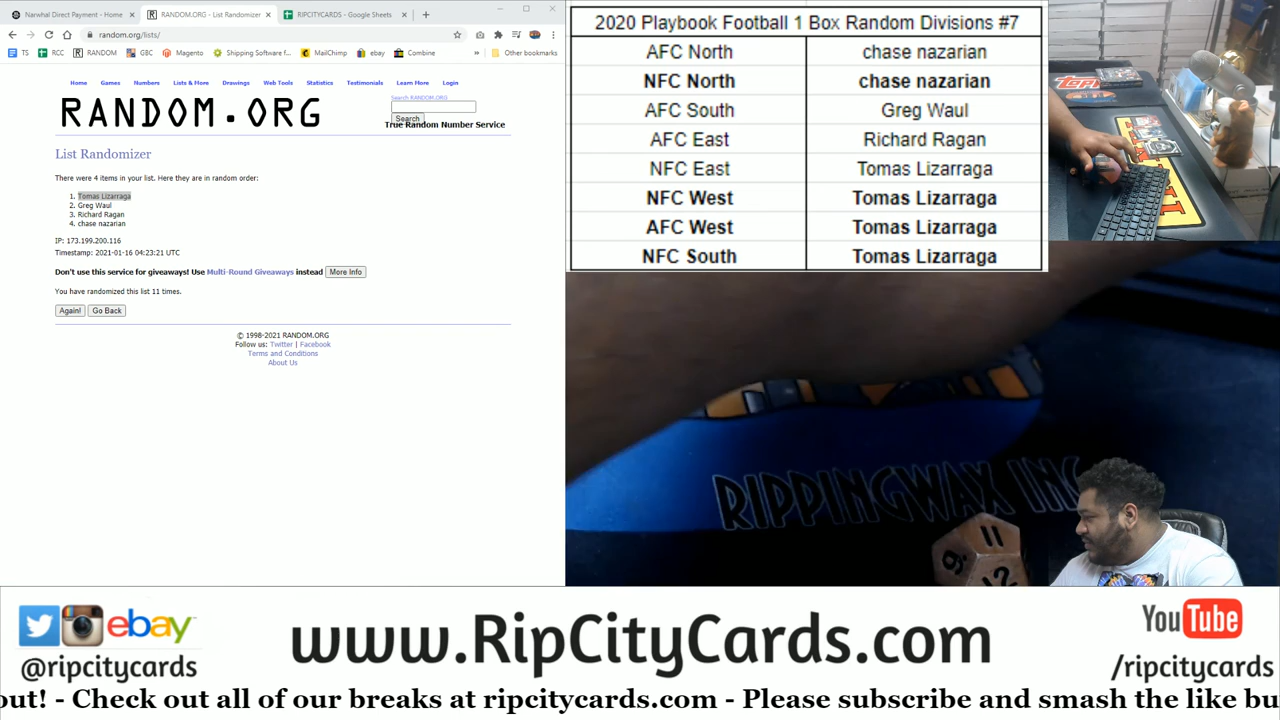 Narwhal Direct Payment - Home
RANDOM.ORG - List Randomizer
RIPCITYCARDS - Google Sheets
random.org/lists/
TS
RCC
RANDOM
GBC
Magento
Shipping Software f...
MailChimp
ebay
Combine
»
Other bookmarks
Home
Games
Numbers
Lists & More
Drawings
Web Tools
Statistics
Testimonials
Learn More
Login
RANDOM.ORG
Search RANDOM.ORG
Search
True Random Number Service
List Randomizer
There were 4 items in your list. Here they are in random order:
1. Tomas Lizarraga
2. Greg Waul
3. Richard Ragan
4. chase nazarian
IP: 173.199.200.116
Timestamp: 2021-01-16 04:23:21 UTC
Don't use this service for giveaways! Use Multi-Round Giveaways instead More Info
You have randomized this list 11 times.
Again! Go Back
© 1998-2021 RANDOM.ORG
Follow us: Twitter | Facebook
Terms and Conditions
About Us
2020 Playbook Football 1 Box Random Divisions #7
AFC North chase nazarian
NFC North chase nazarian
AFC South Greg Waul
AFC East Richard Ragan
NFC East Tomas Lizarraga
NFC West Tomas Lizarraga
AFC West Tomas Lizarraga
NFC South Tomas Lizarraga
TOPPS
RIPPINGWAX INC
11
9.
12
ebay
@ripcitycards
www.RipCityCards.com
YouTube
/ripcitycards
out! - Check out all of our breaks at ripcitycards.com - Please subscribe and smash the like bu